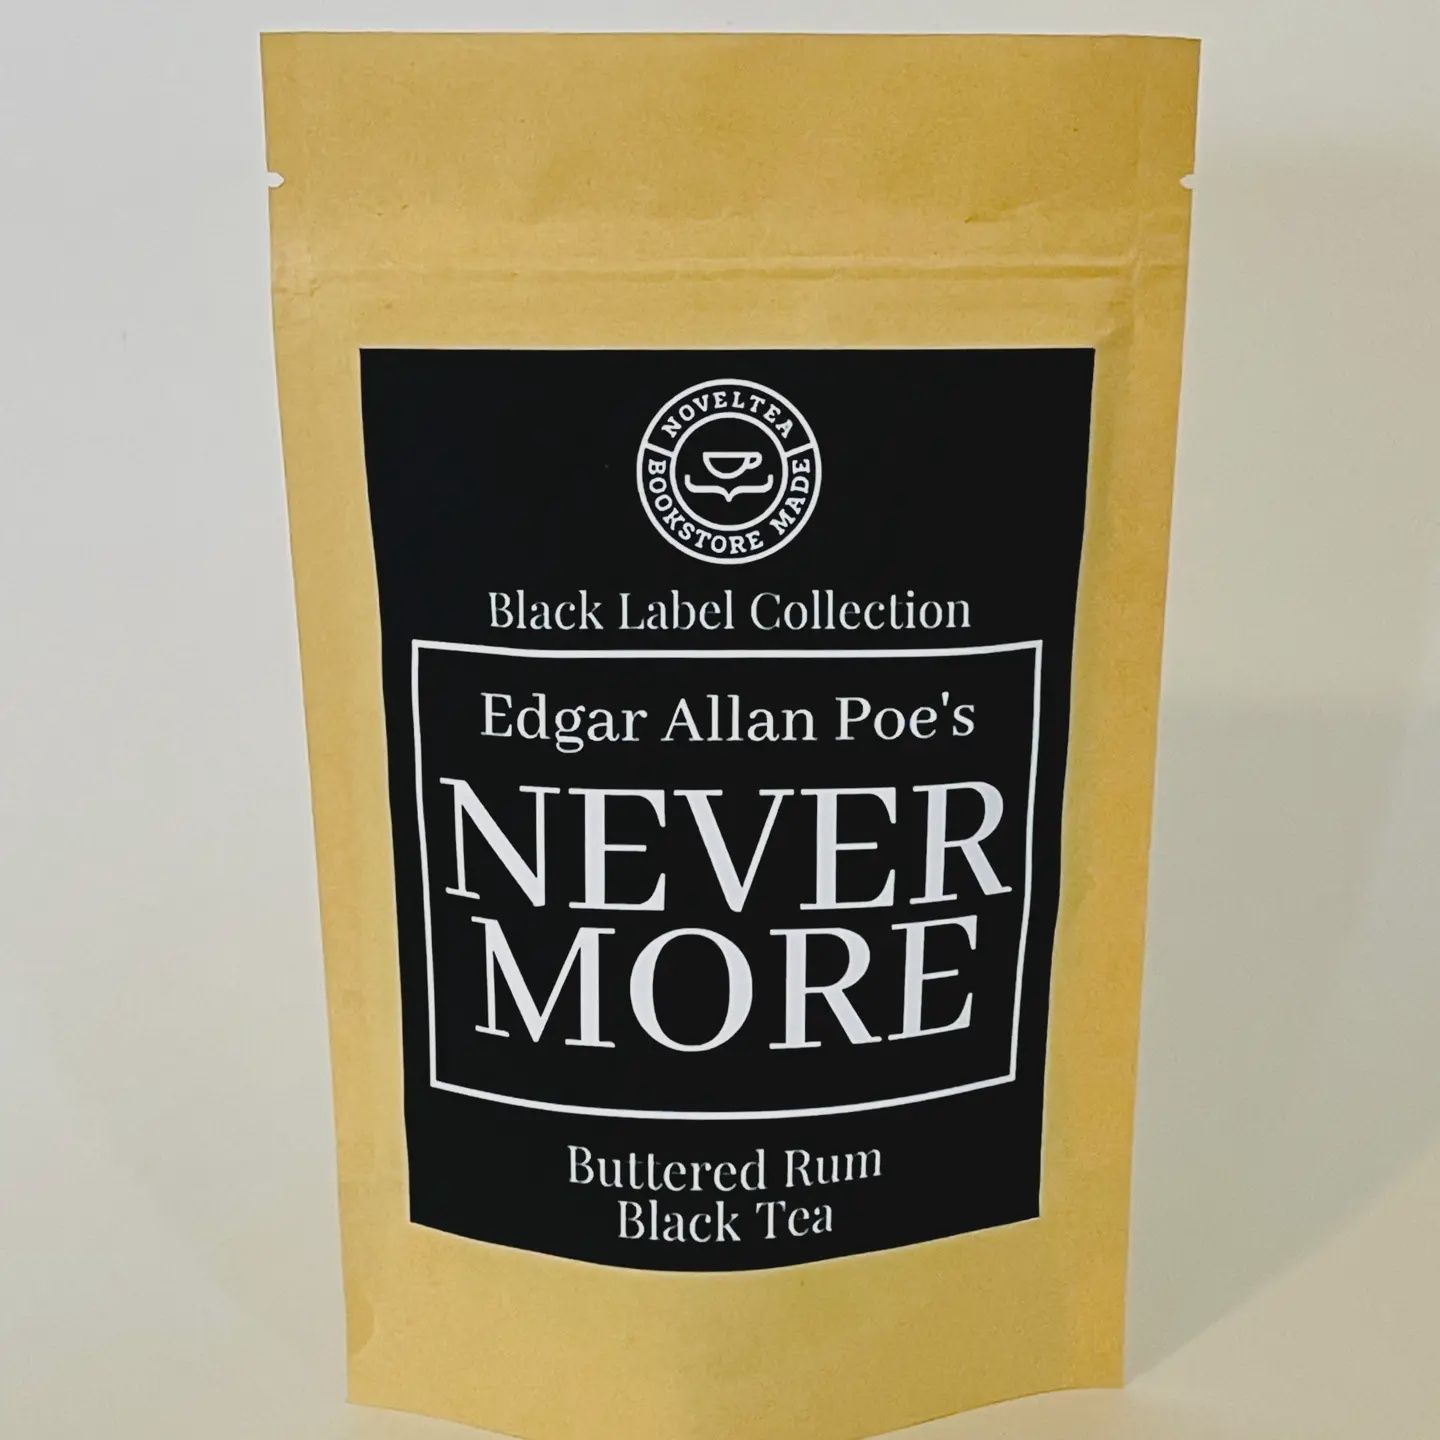 NOVELTEA
BOOKSTORE MADE
Black Label Collection
Edgar Allan Poe's
NEVER
MORE
Buttered Rum
Black Tea